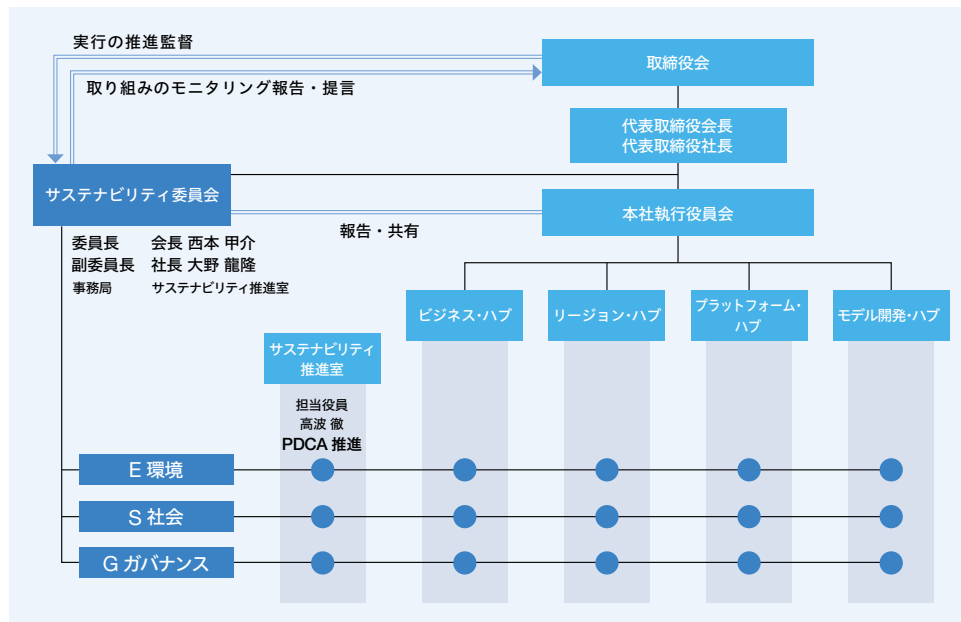 実行の推進監督
取り組みのモニタリング報告・提言
取締役会
代表取締役会長
代表取締役社長
サステナビリティ委員会
本社執行役員会
報告・共有
委員長 会長 西本 甲介
副委員長 社長 大野 龍隆
事務局 サステナビリティ推進室
ビジネス・ハブ
リージョン・ハブ
プラットフォーム・
ハブ
モデル開発・ハブ
サステナビリティ
推進室
担当役員
高波 徹
PDCA 推進
E 環境
S 社会
G ガバナンス